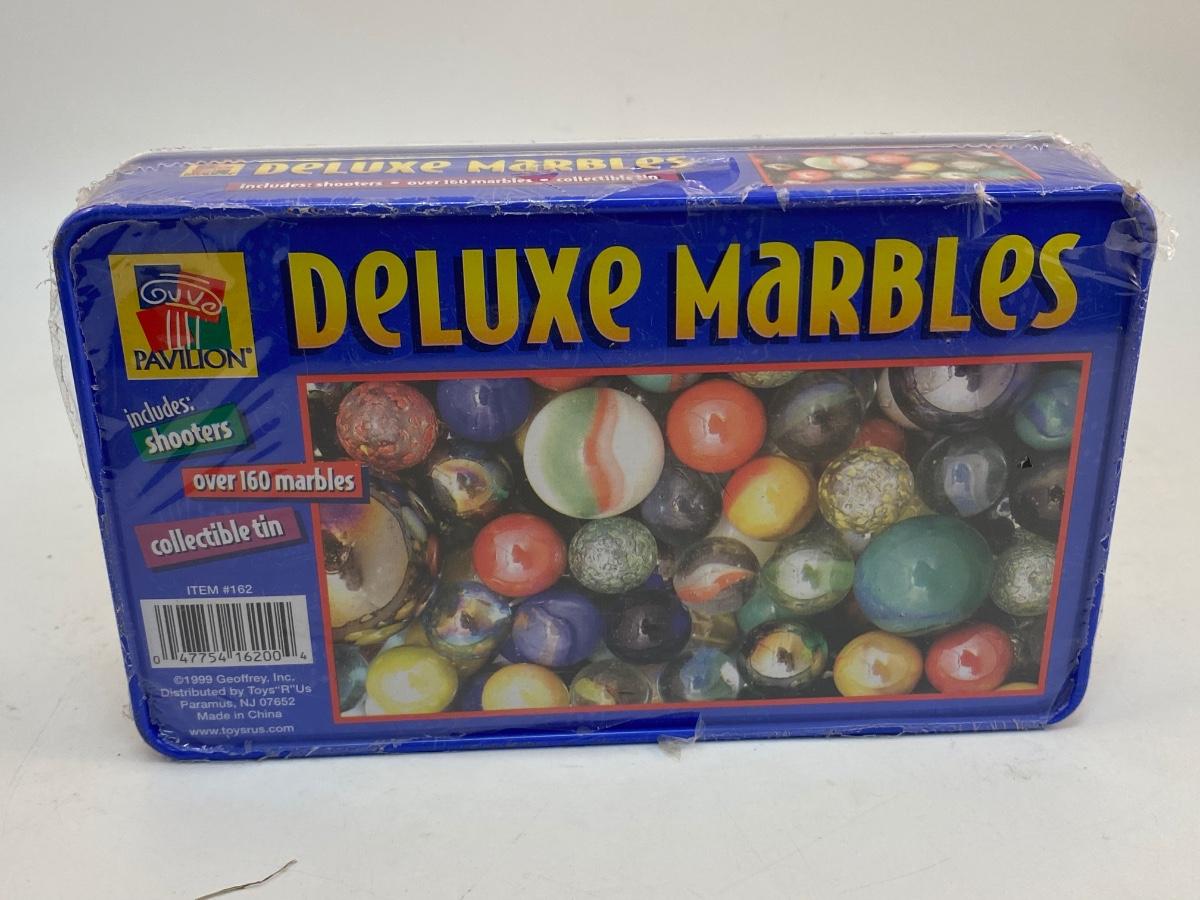 DeLUXe MaRBLeS
includes: shooters • over 160 marbles • collectible tin
DeLUXe MaRBLeS
PAVILION®
includes:
shooters
over 160 marbles
collectible tin
ITEM #162
0 47754 16200 4
©1999 Geoffrey, Inc.
Distributed by Toys"R"Us
Paramus, NJ 07652
Made in China
www.toysrus.com